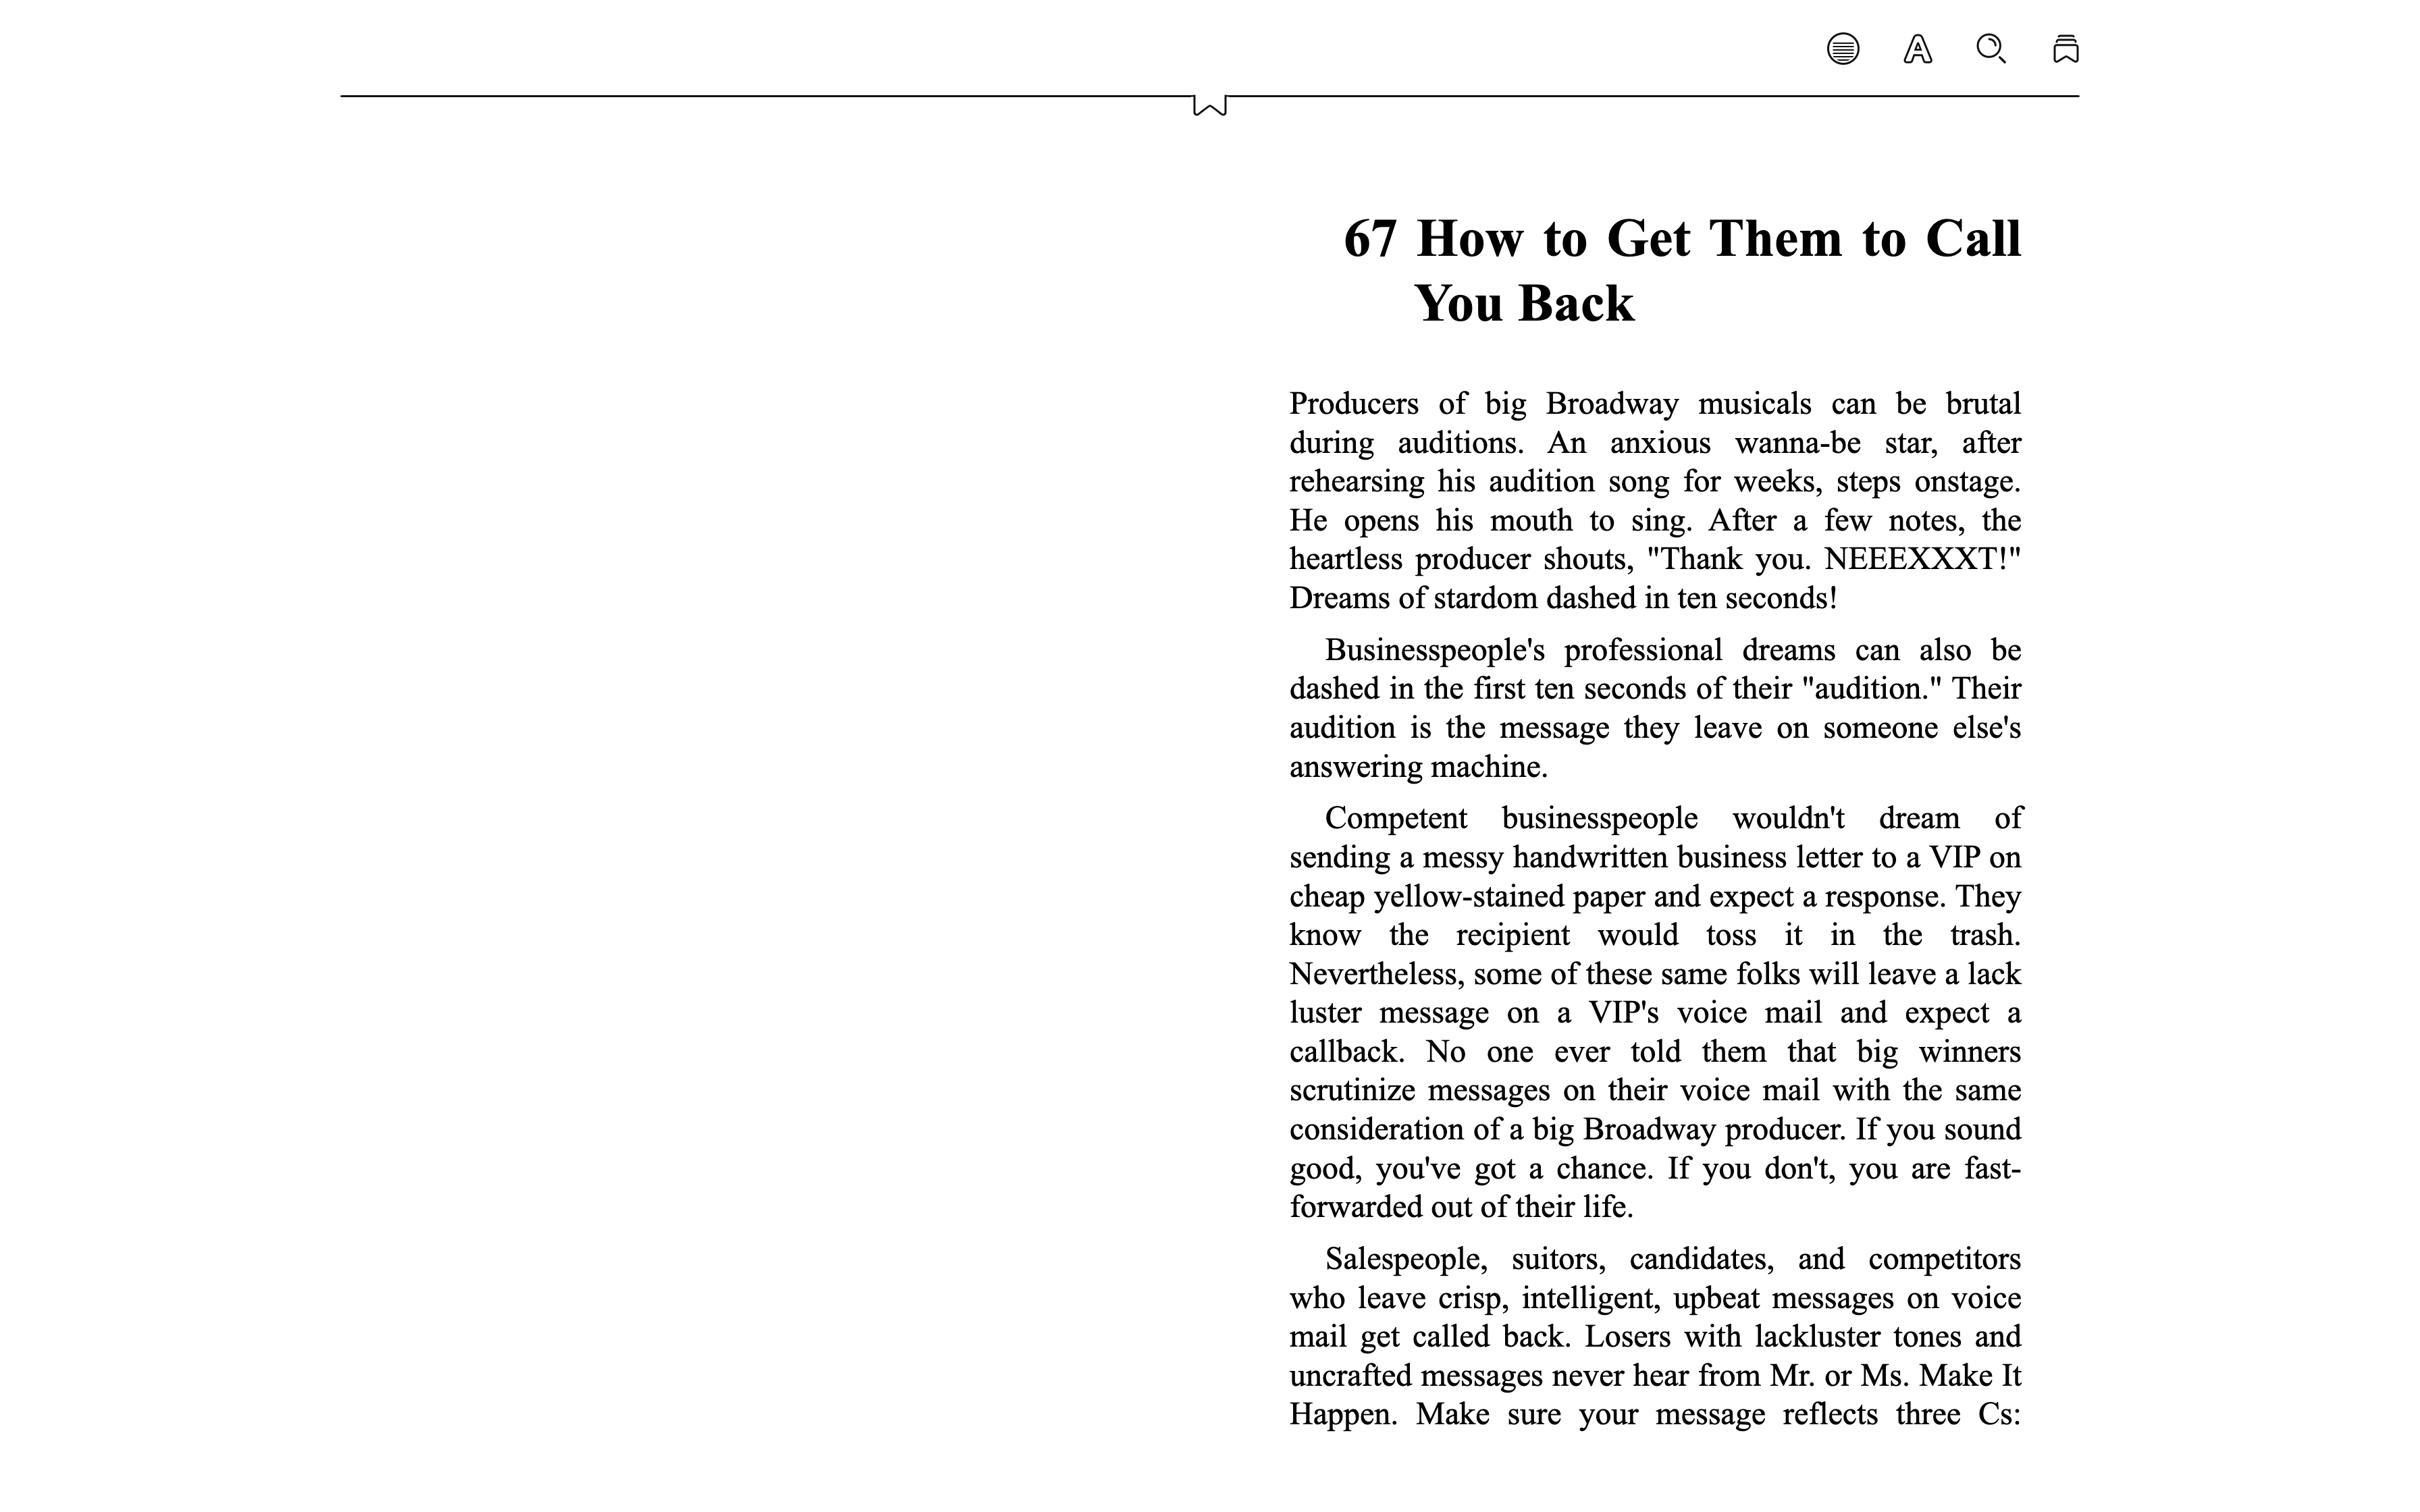 67 How to Get Them to Call
You Back
Producers of big Broadway musicals can be brutal
during auditions. An anxious wanna-be star, after
rehearsing his audition song for weeks, steps onstage.
He opens his mouth to sing. After a few notes, the
heartless producer shouts, "Thank you. NEEEXXXT!"
Dreams of stardom dashed in ten seconds!
Businesspeople's professional dreams can also be
dashed in the first ten seconds of their "audition." Their
audition is the message they leave on someone else's
answering machine.
Competent businesspeople wouldn't dream of
sending a messy handwritten business letter to a VIP on
cheap yellow-stained paper and expect a response. They
know the recipient would toss it in the trash.
Nevertheless, some of these same folks will leave a lack
luster message on a VIP's voice mail and expect a
callback. No one ever told them that big winners
scrutinize messages on their voice mail with the same
consideration of a big Broadway producer. If you sound
good, you've got a chance. If you don't, you are fast-
forwarded out of their life.
Salespeople, suitors, candidates, and competitors
who leave crisp, intelligent, upbeat messages on voice
mail get called back. Losers with lackluster tones and
uncrafted messages never hear from Mr. or Ms. Make It
Happen. Make sure your message reflects three Cs: